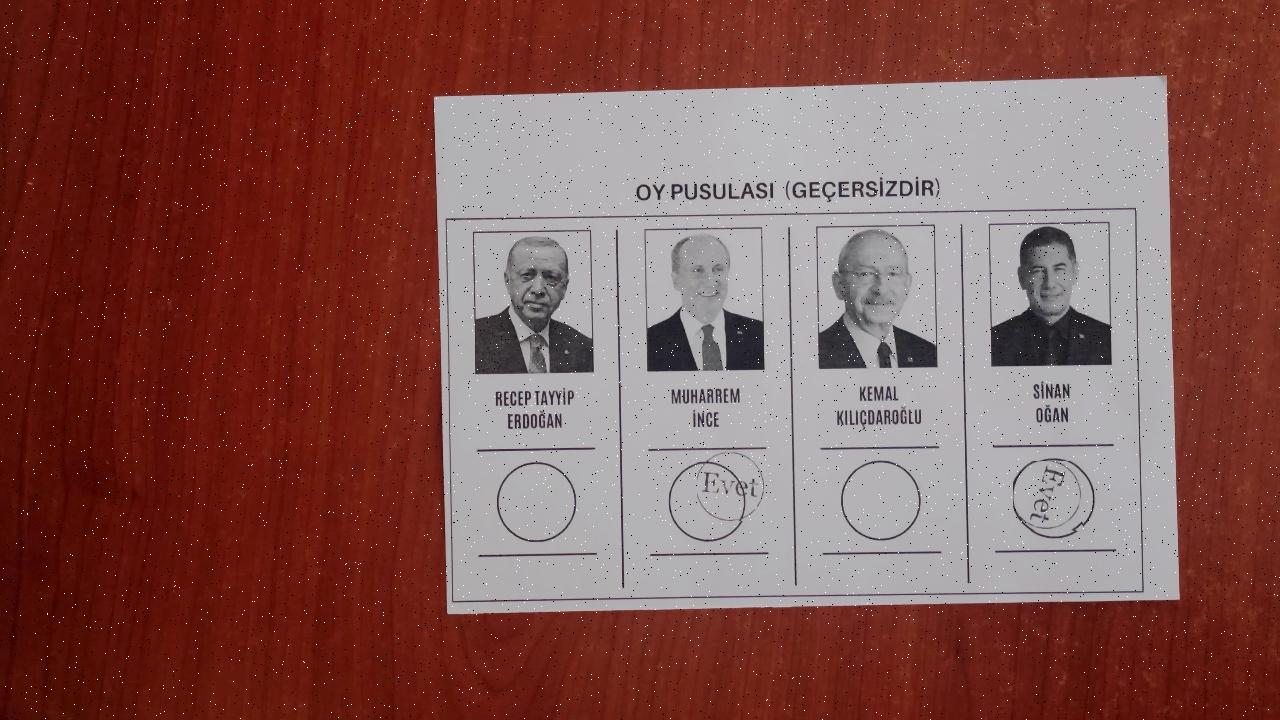 OY PUSULASI (GEÇERSİZDİR)
RECEP TAYYİP
ERDOĞAN
MUHARREM
İNCE
KEMAL
KILIÇDAROĞLU
SİNAN
OĞAN
Evet
Evet